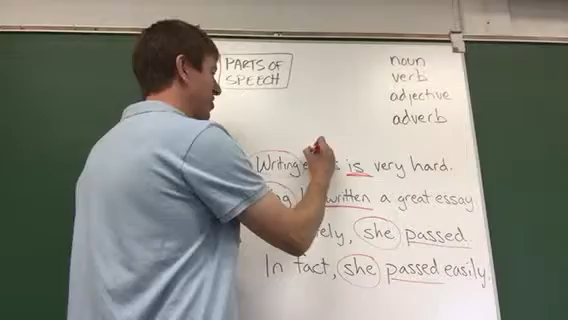 PARTS OF
SPEECH
noun
verb
adjective
adverb
Writing is very hard.
written a great essay
she passed.
In fact, she passed easily.